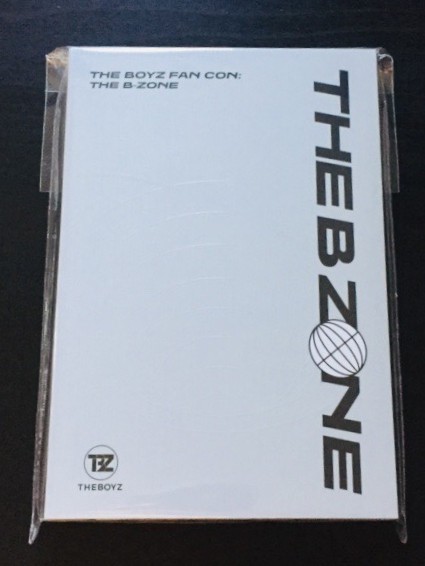 THE BOYZ FAN CON:
THE B-ZONE
THE B ZONE
TBZ
THEBOYZ